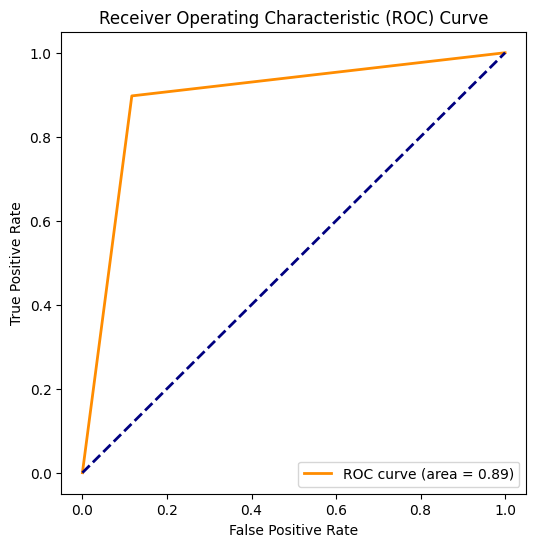 Receiver Operating Characteristic (ROC) Curve
1.0
0.8
0.6
0.4
0.2
0.0
True Positive Rate
ROC curve (area = 0.89)
0.0 0.2 0.4 0.6 0.8 1.0
False Positive Rate